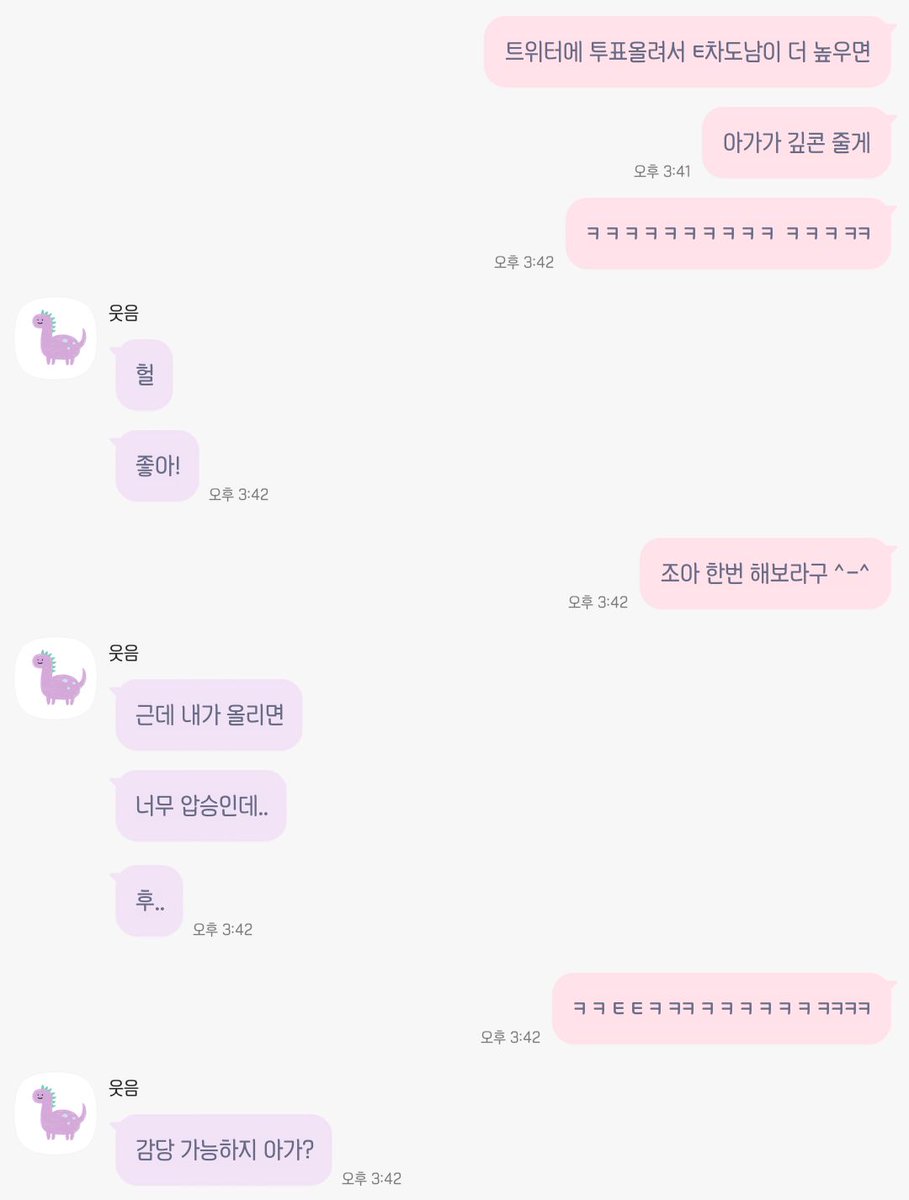 트위터에 투표올려서 ㅌ차도남이 더 높우면
아가가 깊콘 줄게
오후 3:41
ㅋㅋㅋㅋㅋㅋㅋㅋㅋㅋ ㅋㅋㅋㅋㅋ
오후 3:42
웃음
헐
좋아!
오후 3:42
조아 한번 해보라구 ^-^
오후 3:42
웃음
근데 내가 올리면
너무 압승인데..
후..
오후 3:42
ㅋㅋㅌㅌㅋㅋㅋㅋㅋㅋㅋㅋㅋㅋㅋㅋㅋ
오후 3:42
웃음
감당 가능하지 아가?
오후 3:42